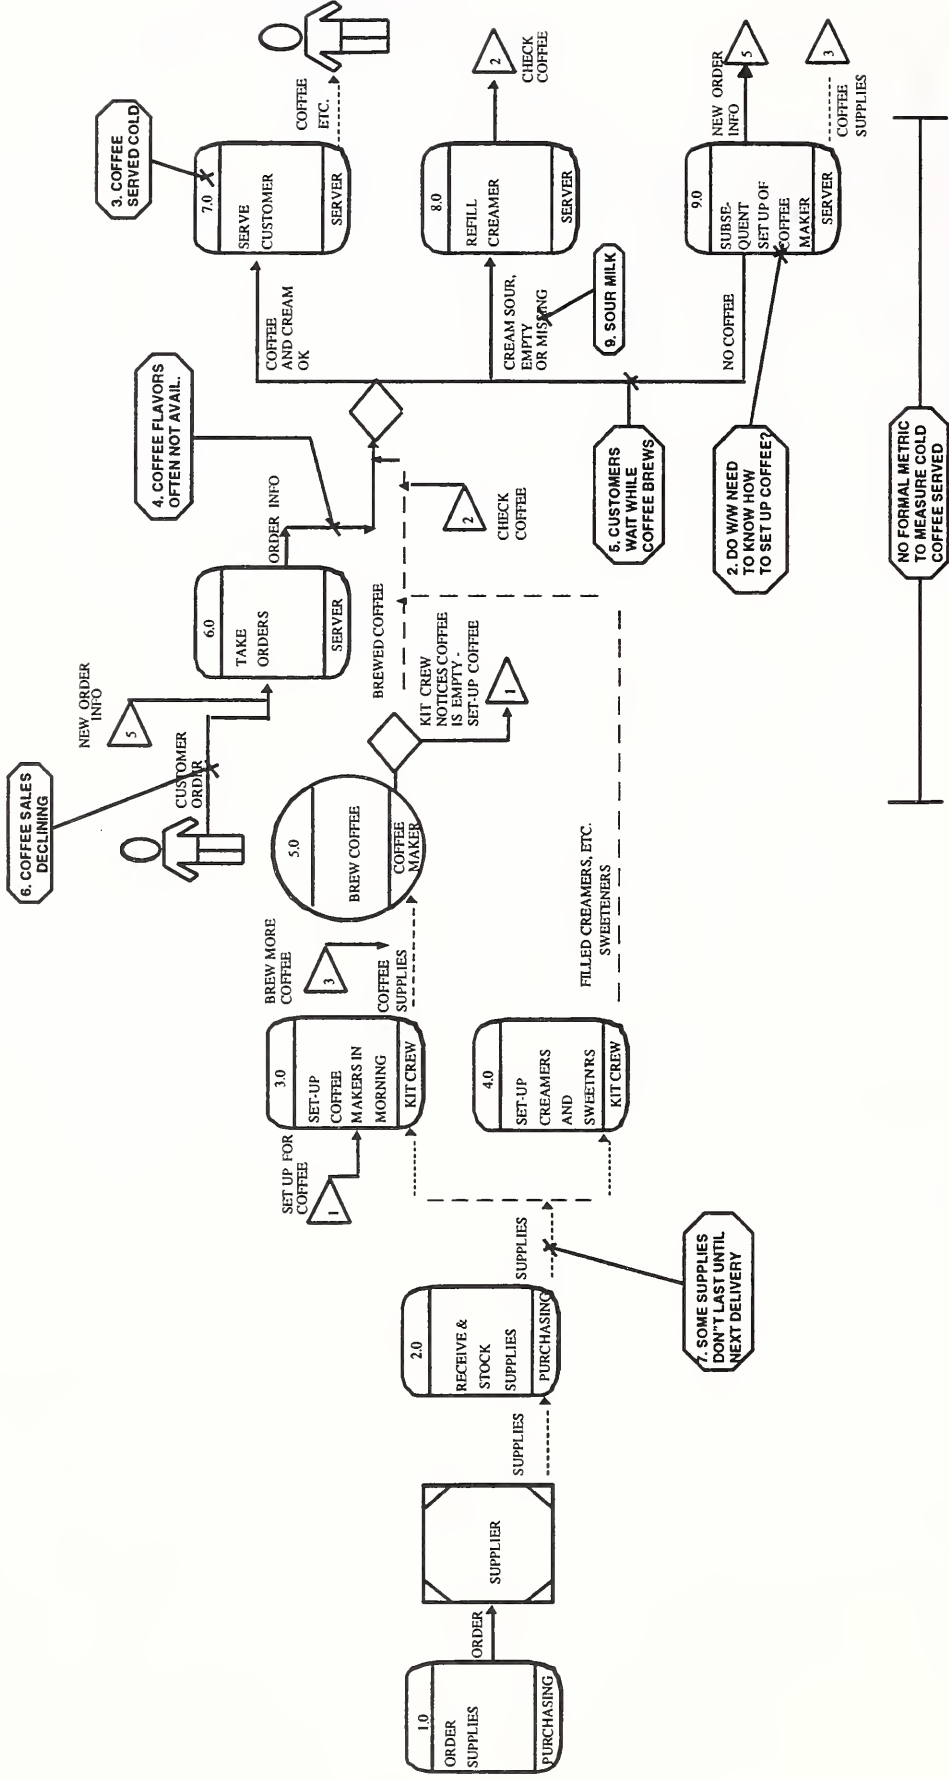 1.0
ORDER
SUPPLIES
PURCHASING
ORDER
SUPPLIER
SUPPLIES
2.0
RECEIVE &
STOCK
SUPPLIES
PURCHASING
SUPPLIES
7. SOME SUPPLIES
DON"T LAST UNTIL
NEXT DELIVERY
SET UP FOR
COFFEE
1
3.0
SET-UP
COFFEE
MAKERS IN
MORNING
KIT CREW
4.0
SET-UP
CREAMERS
AND
SWEETNRS
KIT CREW
BREW MORE
COFFEE
3
COFFEE
SUPPLIES
FILLED CREAMERS, ETC.
SWEETENERS
5.0
BREW COFFEE
COFFEE
MAKER
6. COFFEE SALES
DECLINING
CUSTOMER
ORDER
NEW ORDER
INFO
5
KIT CREW
NOTICES COFFEE
IS EMPTY -
SET-UP COFFEE
1
BREWED COFFEE
6.0
TAKE
ORDERS
SERVER
ORDER INFO
4. COFFEE FLAVORS
OFTEN NOT AVAIL.
2
CHECK
COFFEE
5. CUSTOMERS
WAIT WHILE
COFFEE BREWS
2. DO W/W NEED
TO KNOW HOW
TO SET UP COFFEE?
COFFEE
AND CREAM
OK
CREAM SOUR,
EMPTY
OR MISSING
9. SOUR MILK
NO COFFEE
3. COFFEE
SERVED COLD
7.0
SERVE
CUSTOMER
SERVER
COFFEE
ETC.
8.0
REFILL
CREAMER
SERVER
2
CHECK
COFFEE
9.0
SUBSE-
QUENT
SET UP OF
COFFEE
MAKER
SERVER
NEW ORDER
INFO
5
3
COFFEE
SUPPLIES
NO FORMAL METRIC
TO MEASURE COLD
COFFEE SERVED